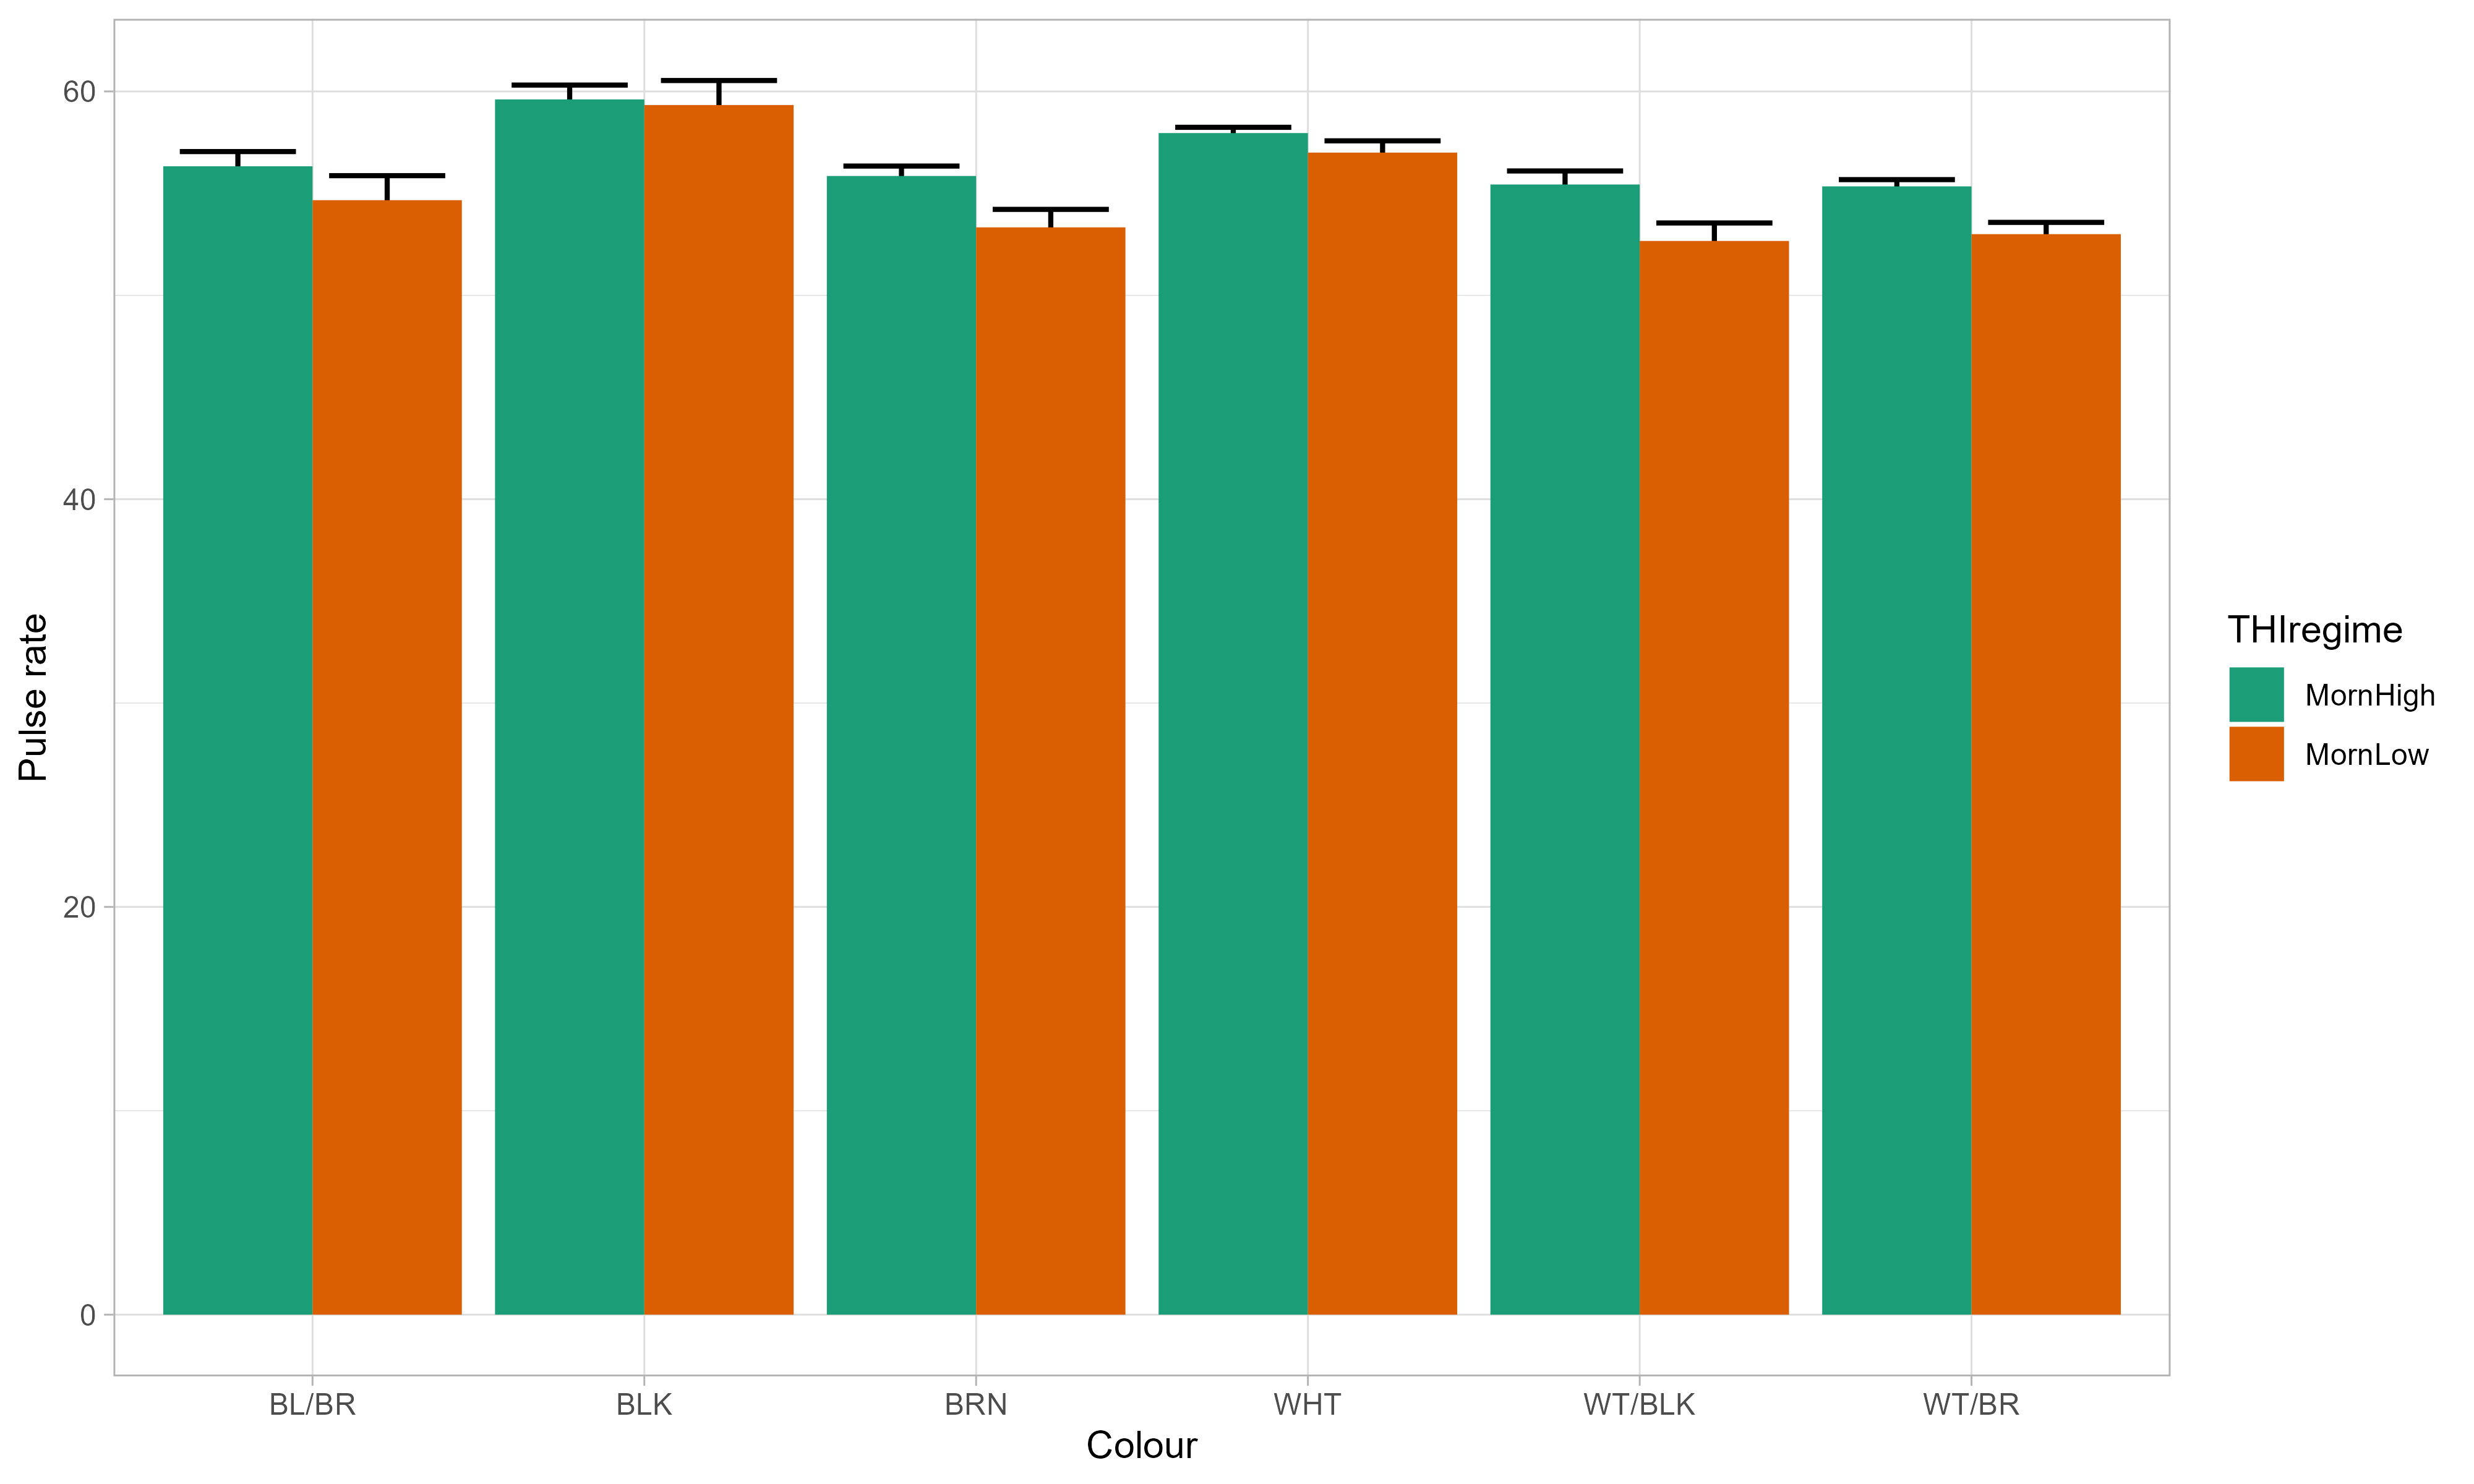 60
40
20
0
Pulse rate
BL/BR
BLK
BRN
WHT
WT/BLK
WT/BR
Colour
THIregime
MornHigh
MornLow